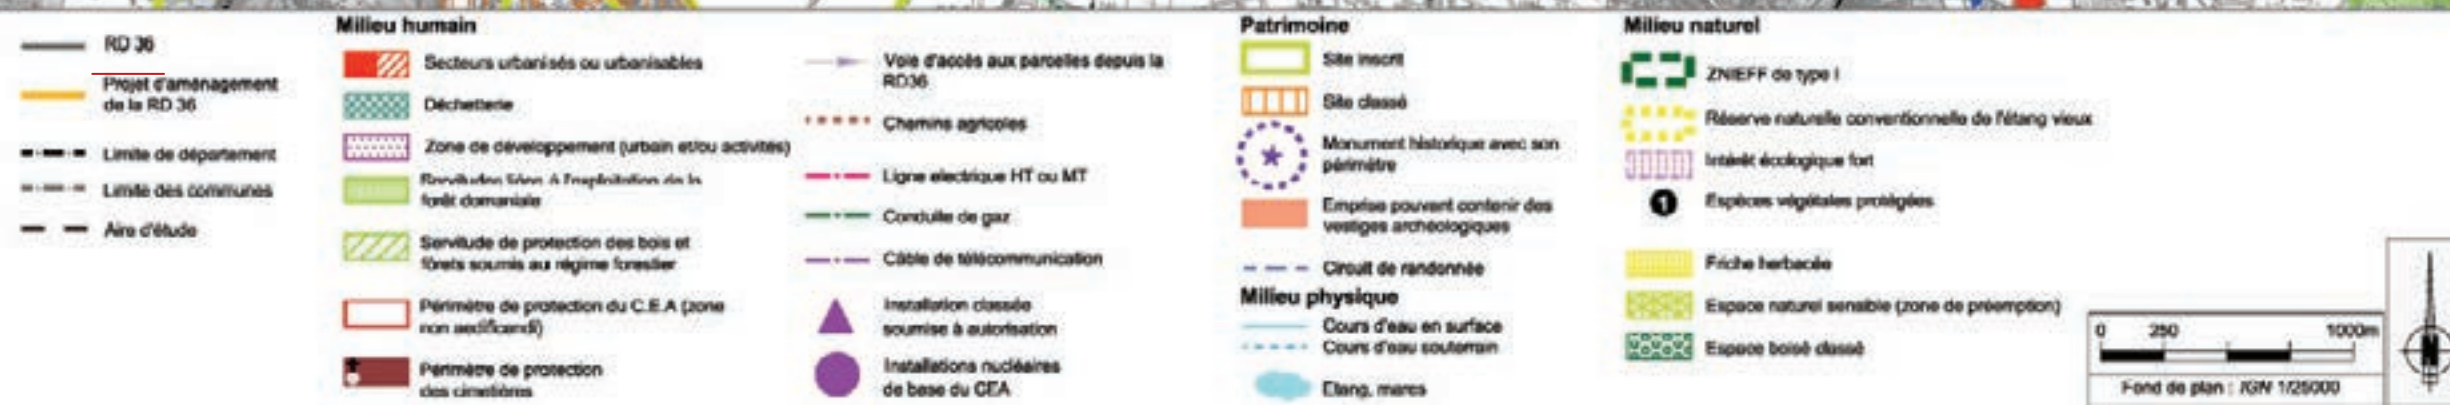 RD 36
Projet d'aménagement
de la RD 36
Limite de département
Limite des communes
Aire d'étude
Milieu humain
Secteurs urbanisés ou urbanisables
Déchetterie
Zone de développement (urbain et/ou activités)
Servitudes liées à l'exploitation de la
forêt domaniale
Servitude de protection des bois et
forêts soumis au régime forestier
Périmètre de protection du C.E.A (zone
non aedificandi)
Périmètre de protection
des cimetières
Voie d'accès aux parcelles depuis la
RD36
Chemins agricoles
Ligne electrique HT ou MT
Conduite de gaz
Câble de télécommunication
Installation classée
soumise à autorisation
Installations nucléaires
de base du CEA
Patrimoine
Site inscrit
Site classé
Monument historique avec son
périmètre
Emprise pouvant contenir des
vestiges archéologiques
Circuit de randonnée
Milieu physique
Cours d'eau en surface
Cours d'eau souterrain
Etang, mares
Milieu naturel
ZNIEFF de type I
Réserve naturelle conventionnelle de l'étang vieux
Intérêt écologique fort
1
Espèces végétales protégées
Friche herbacée
Espace naturel sensible (zone de préemption)
Espace boisé classé
0 250 1000m
Fond de plan : IGN 1/25000
N